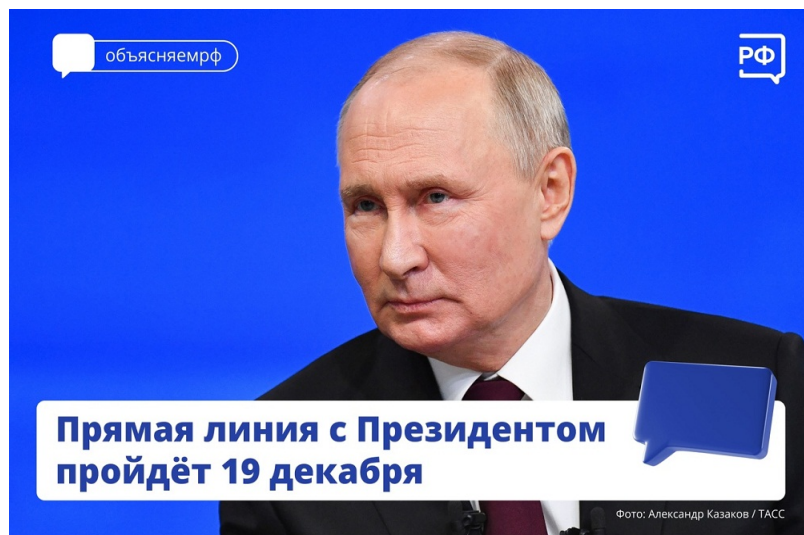 объясняемрф
РФ
Прямая линия с Президентом
пройдёт 19 декабря
Фото: Александр Казаков / ТАСС